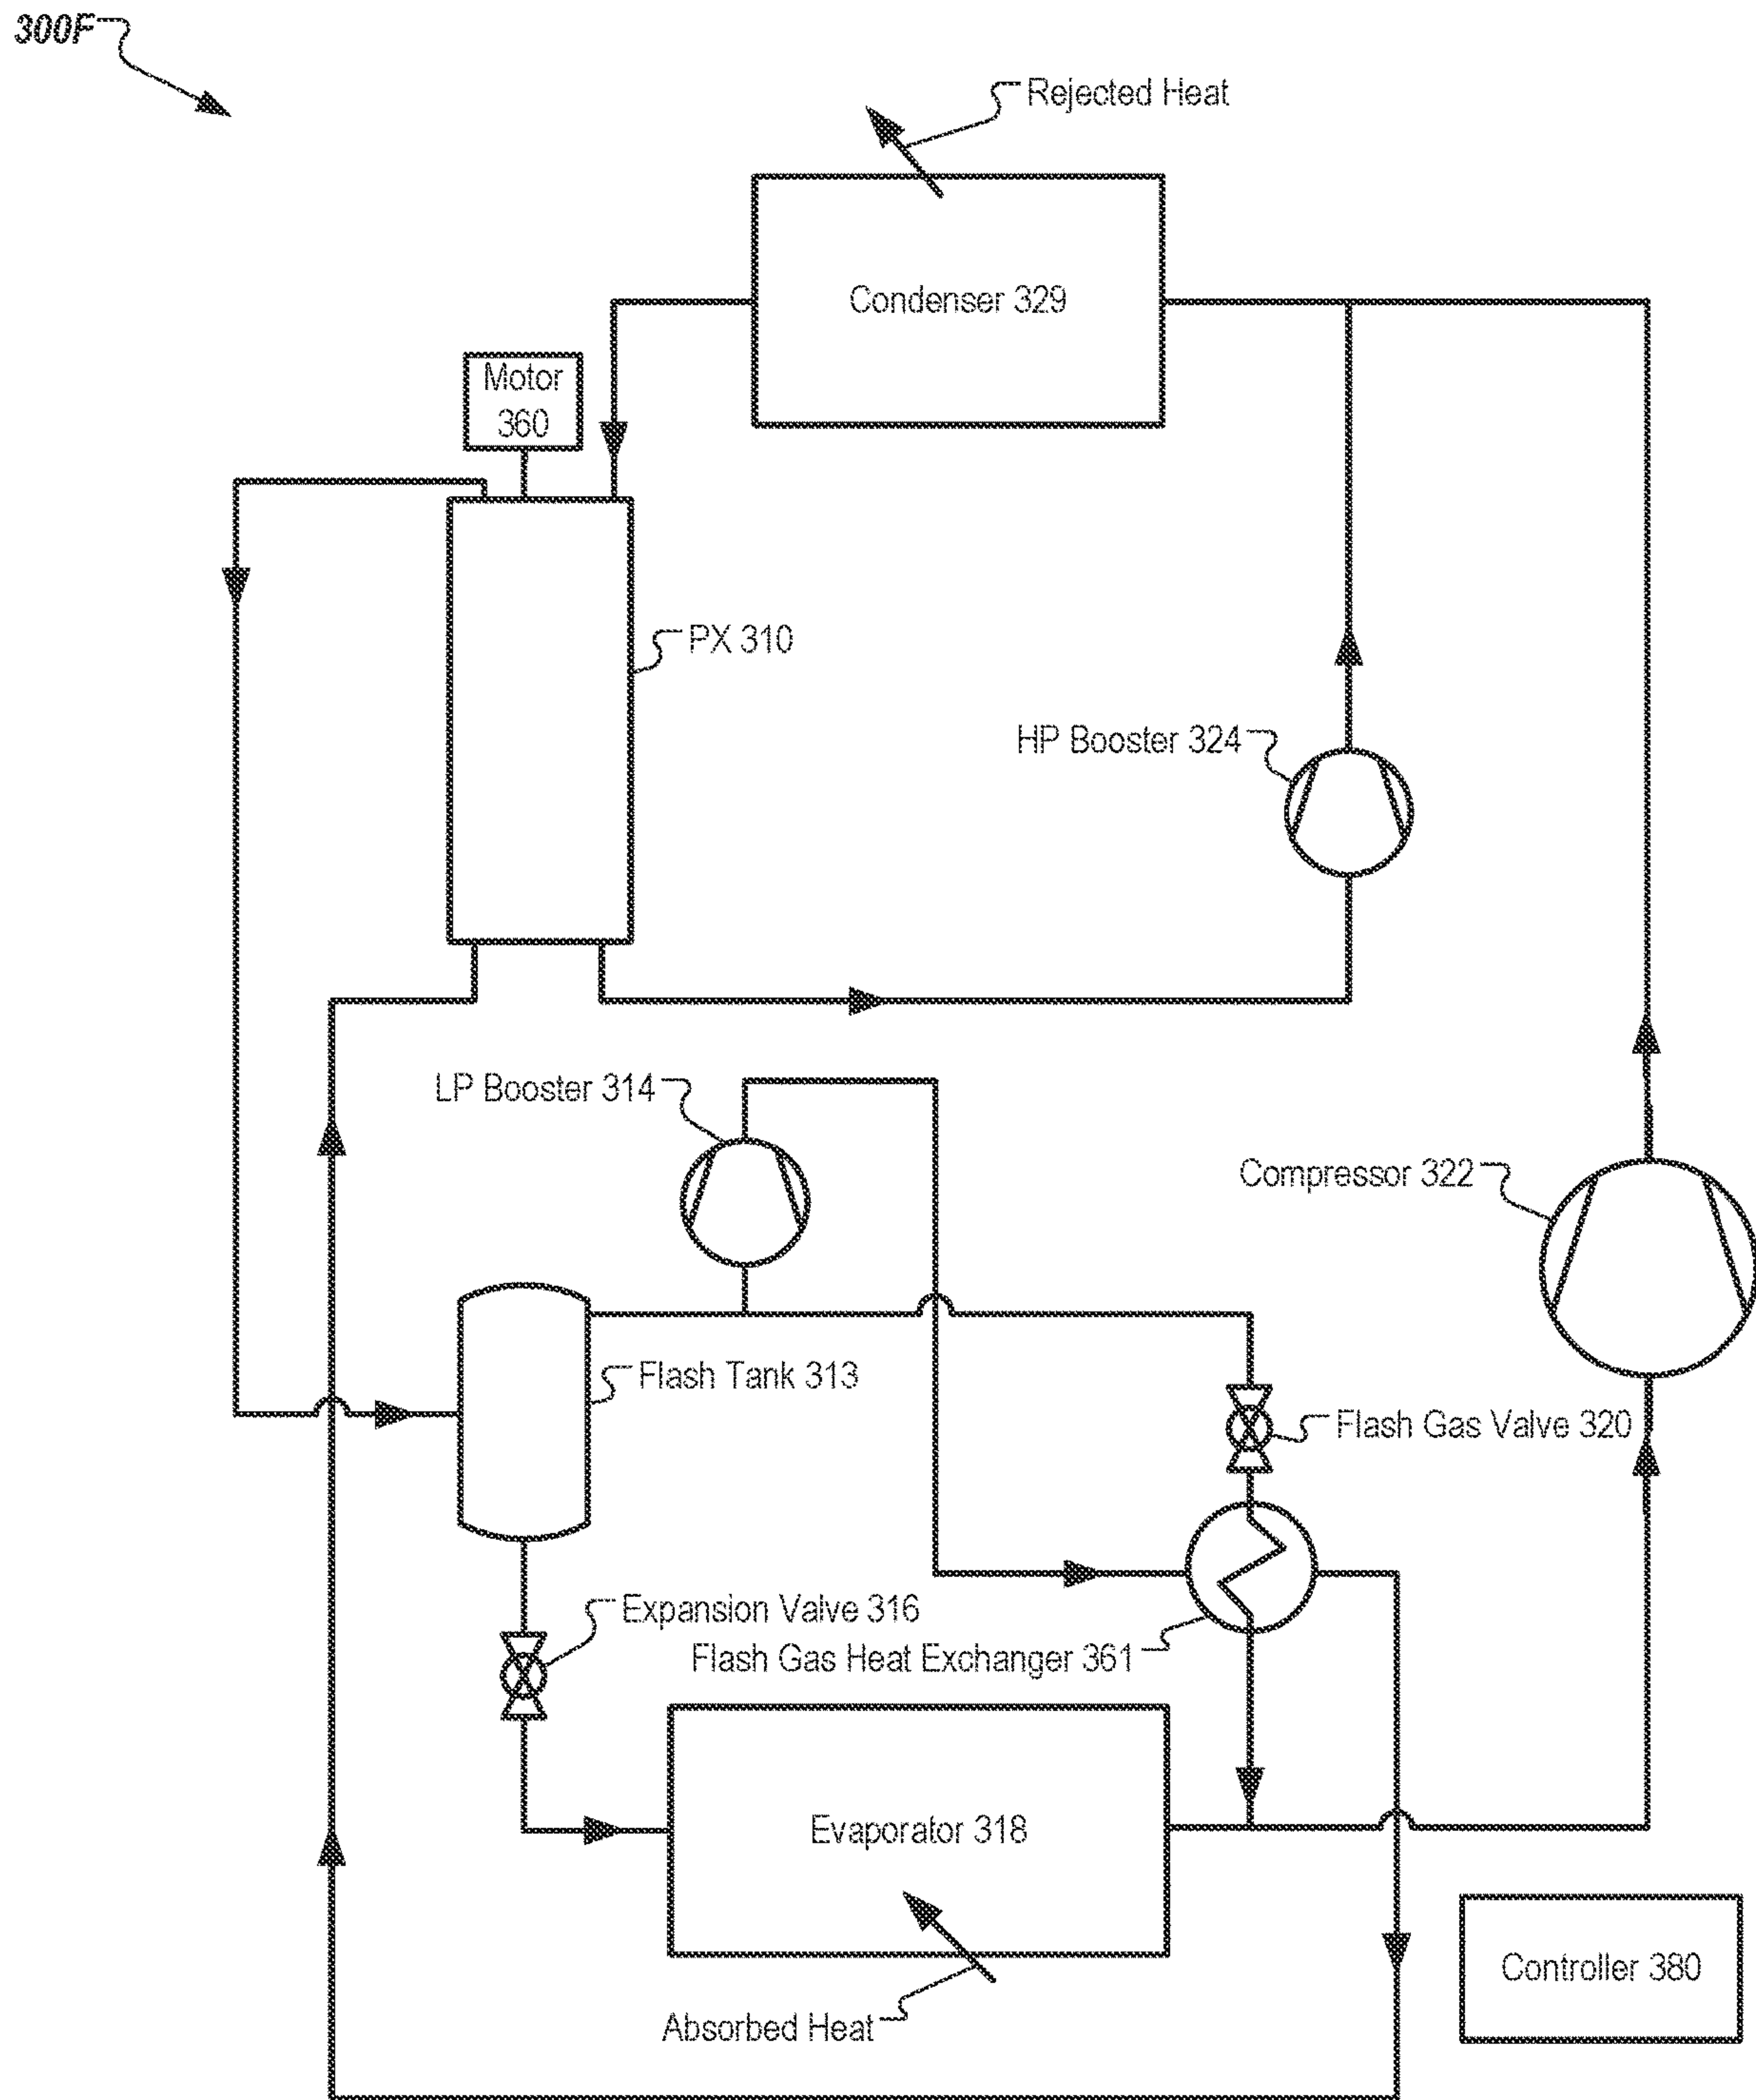 300F
Rejected Heat
Condenser 329
Motor
360
PX 310
HP Booster 324
LP Booster 314
Compressor 322
Flash Tank 313
Flash Gas Valve 320
Expansion Valve 316
Flash Gas Heat Exchanger 361
Evaporator 318
Controller 380
Absorbed Heat